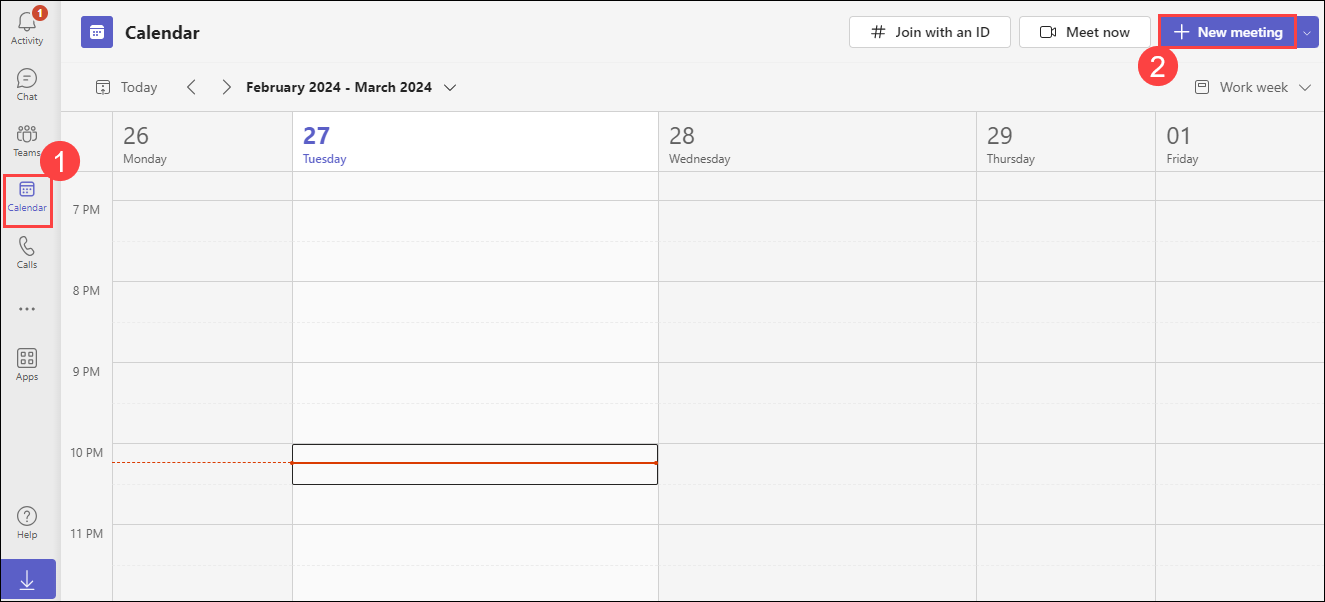 1
Activity
Chat
Teams
1
Calendar
Calls
Apps
Help
Calendar
# Join with an ID
Meet now
+ New meeting
2
Today
February 2024 - March 2024
Work week
26
Monday
27
Tuesday
28
Wednesday
29
Thursday
01
Friday
7 PM
8 PM
9 PM
10 PM
11 PM